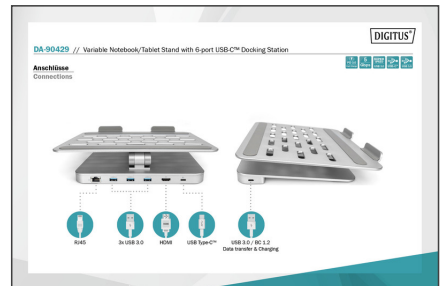 DIGITUS®
DA-90429 // Variable Notebook/Tablet Stand with 6-port USB-C™ Docking Station
Anschlüsse
Connections
RJ45
3x USB 3.0
HDMI
USB Type-C™
USB 3.0 / BC 1.2
Data transfer & Charging